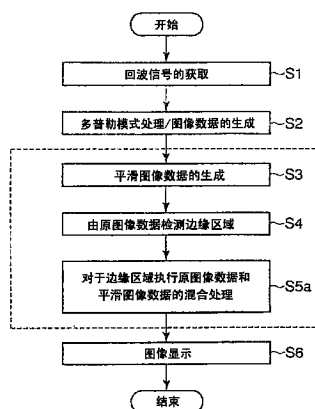 开始
回波信号的获取
S1
多普勒模式处理/图像数据的生成
S2
平滑图像数据的生成
S3
由原图像数据检测边缘区域
S4
对于边缘区域执行原图像数据和
平滑图像数据的混合处理
S5a
图像显示
S6
结束